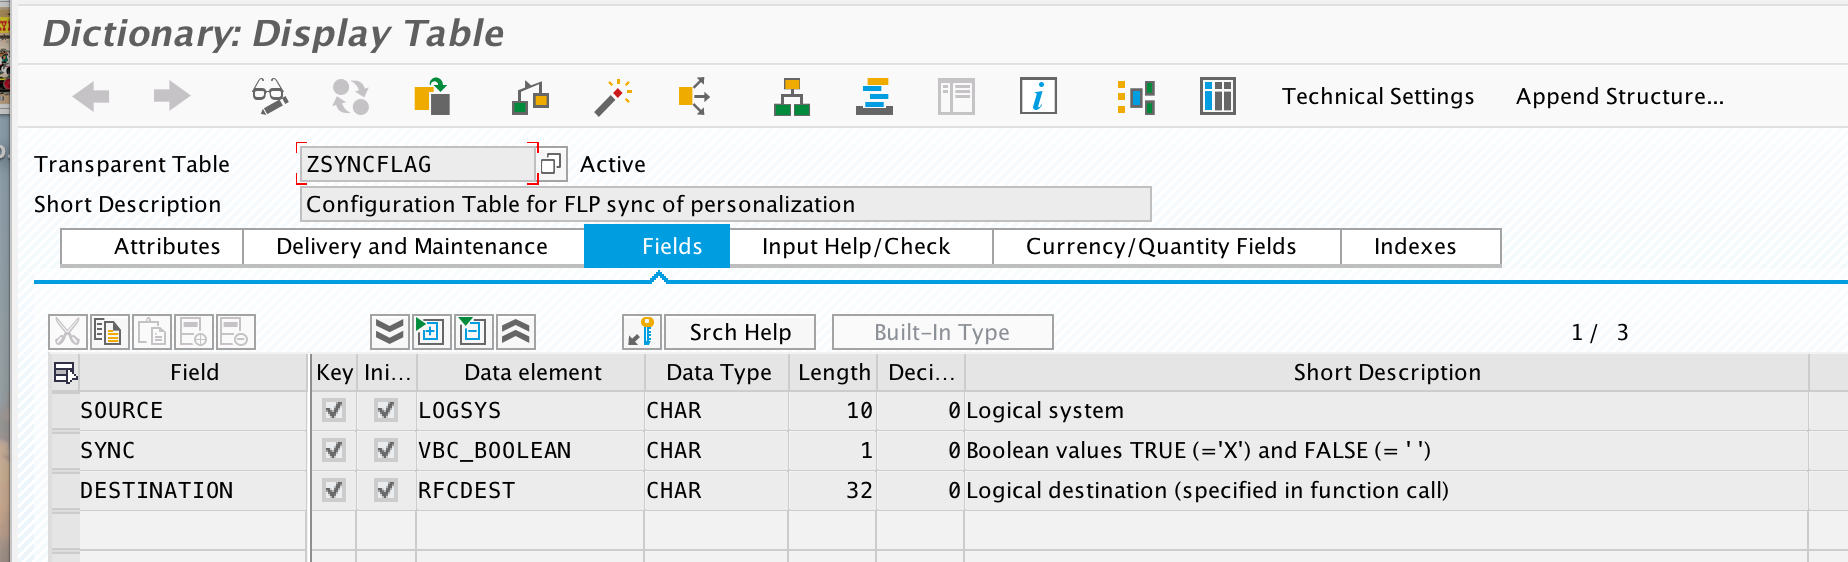 Dictionary: Display Table
Technical Settings Append Structure...
Transparent Table ZSYNCFLAG Active
Short Description Configuration Table for FLP sync of personalization
Attributes Delivery and Maintenance Fields Input Help/Check Currency/Quantity Fields Indexes
Srch Help Built-In Type 1 / 3
Field Key Ini... Data element Data Type Length Deci... Short Description
SOURCE LOGSYS CHAR 10 0 Logical system
SYNC VBC_BOOLEAN CHAR 1 0 Boolean values TRUE (='X') and FALSE (= ' ')
DESTINATION RFCDEST CHAR 32 0 Logical destination (specified in function call)